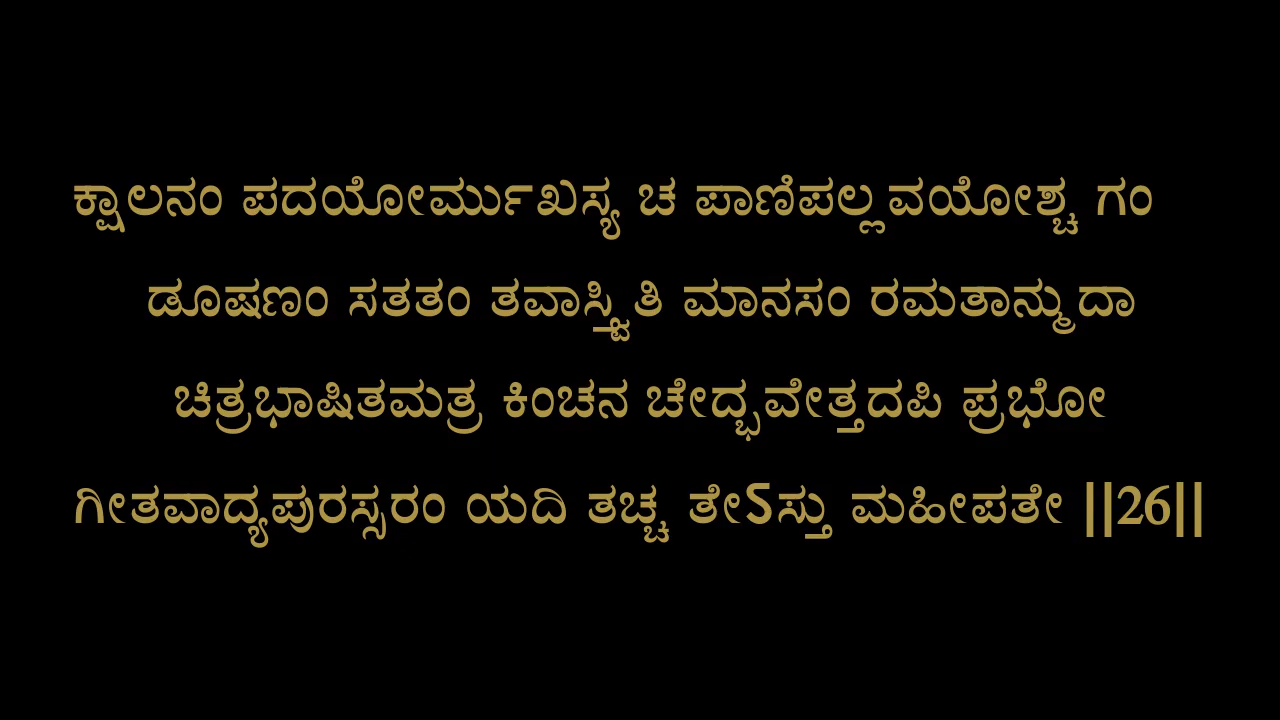 ಕ್ಷಾಲನಂ ಪದಯೋರ್ಮುಖಸ್ಯ ಚ ಪಾಣಿಪಲ್ಲವಯೋಶ್ಚ ಗಂ
ಡೂಷಣಂ ಸತತಂ ತವಾಸ್ತ್ವಿತಿ ಮಾನಸಂ ರಮತಾನ್ಮುದಾ
ಚಿತ್ರಭಾಷಿತಮತ್ರ ಕಿಂಚನ ಚೇದ್ಭವೇತ್ತದಪಿ ಪ್ರಭೋ
ಗೀತವಾದ್ಯಪುರಸ್ಸರಂ ಯದಿ ತಚ್ಚ ತೇSಸ್ತು ಮಹೀಪತೇ ||26||